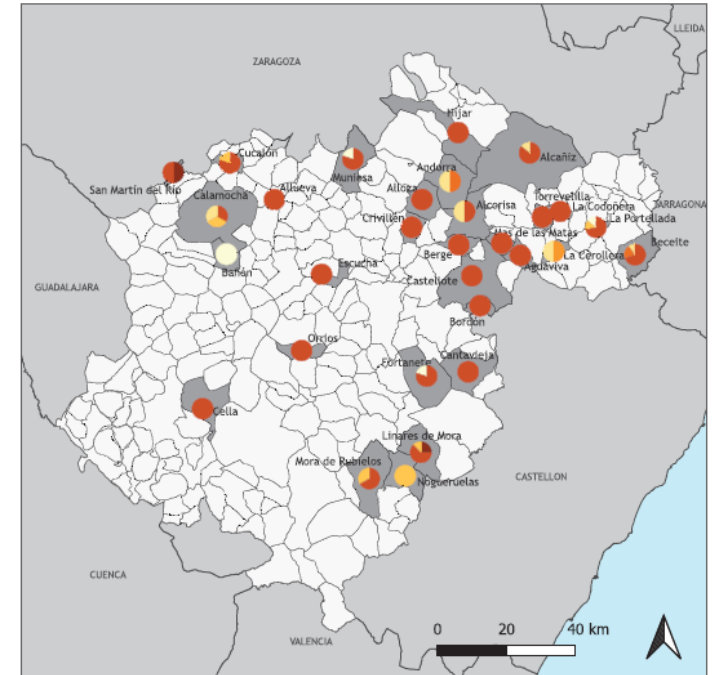 LLEIDA
ZARAGOZA
Híjar
Cucalón
Alcañiz
Muniesa
Andorra
San Martín del Río
Calamocha
Allueva
Alloza
Alcorisa
Torrevelilla
La Codoñera
TARRAGONA
La Portellada
Crivillén
Mas de las Matas
Beceite
Berge
Aguaviva
La Cerollera
Bañón
Escucha
Castellote
GUADALAJARA
Bordón
Orrios
Fortanete
Cantavieja
Cella
Linares de Mora
Mora de Rubielos
Nogueruelas
CASTELLON
CUENCA
VALENCIA
0 20 40 km